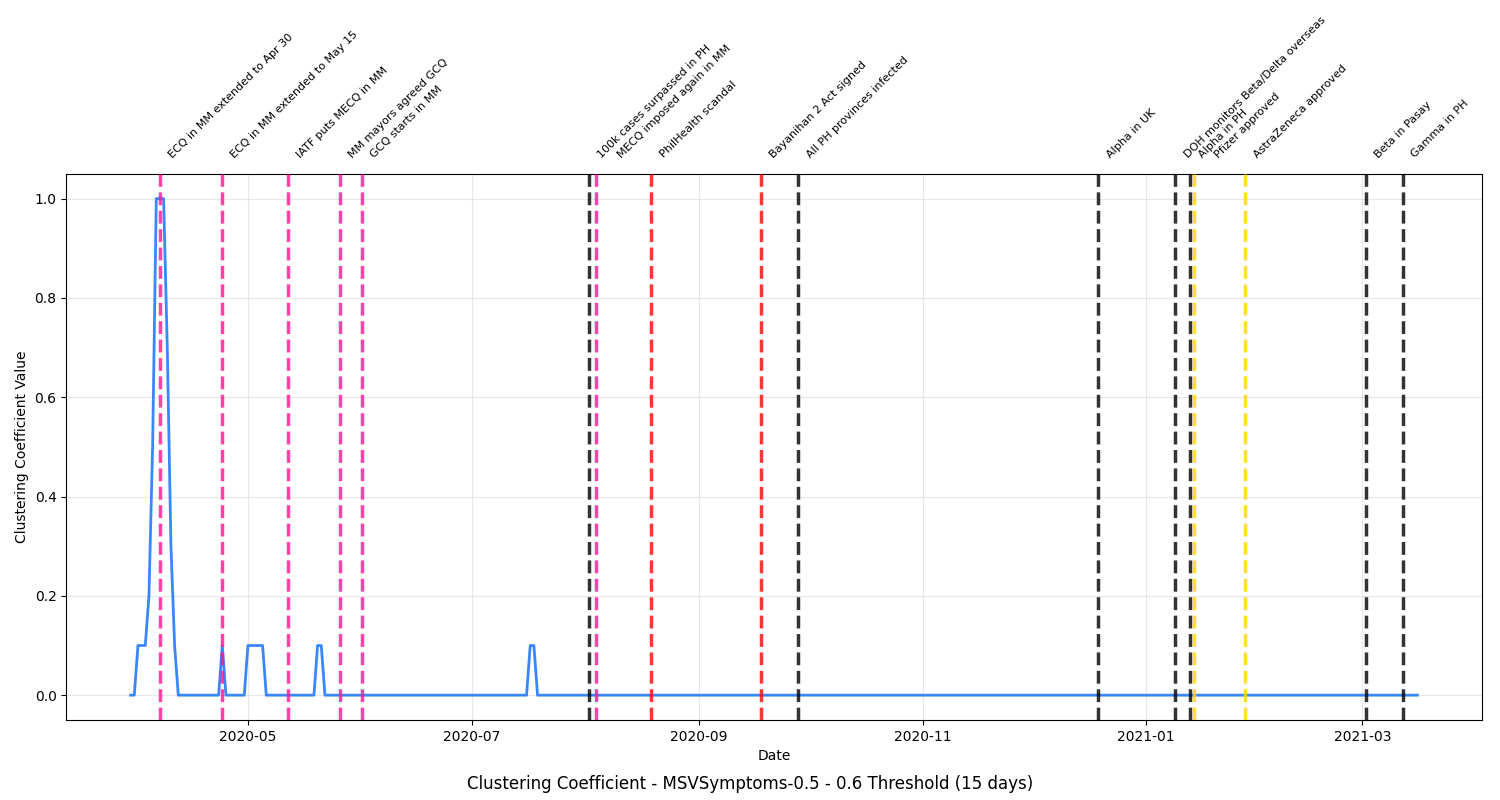 ECQ in MM extended to Apr 30
ECQ in MM extended to May 15
IATF puts MECQ in MM
MM mayors agreed GCQ
GCQ starts in MM
100k cases surpassed in PH
MECQ imposed again in MM
PhilHealth scandal
Bayanihan 2 Act signed
All PH provinces infected
Alpha in UK
DOH monitors Beta/Delta overseas
Alpha in PH
Pfizer approved
AstraZeneca approved
Beta in Pasay
Gamma in PH
Clustering Coefficient Value
1.0
0.8
0.6
0.4
0.2
0.0
2020-05
2020-07
2020-09
2020-11
2021-01
2021-03
Date
Clustering Coefficient - MSVSymptoms-0.5 - 0.6 Threshold (15 days)